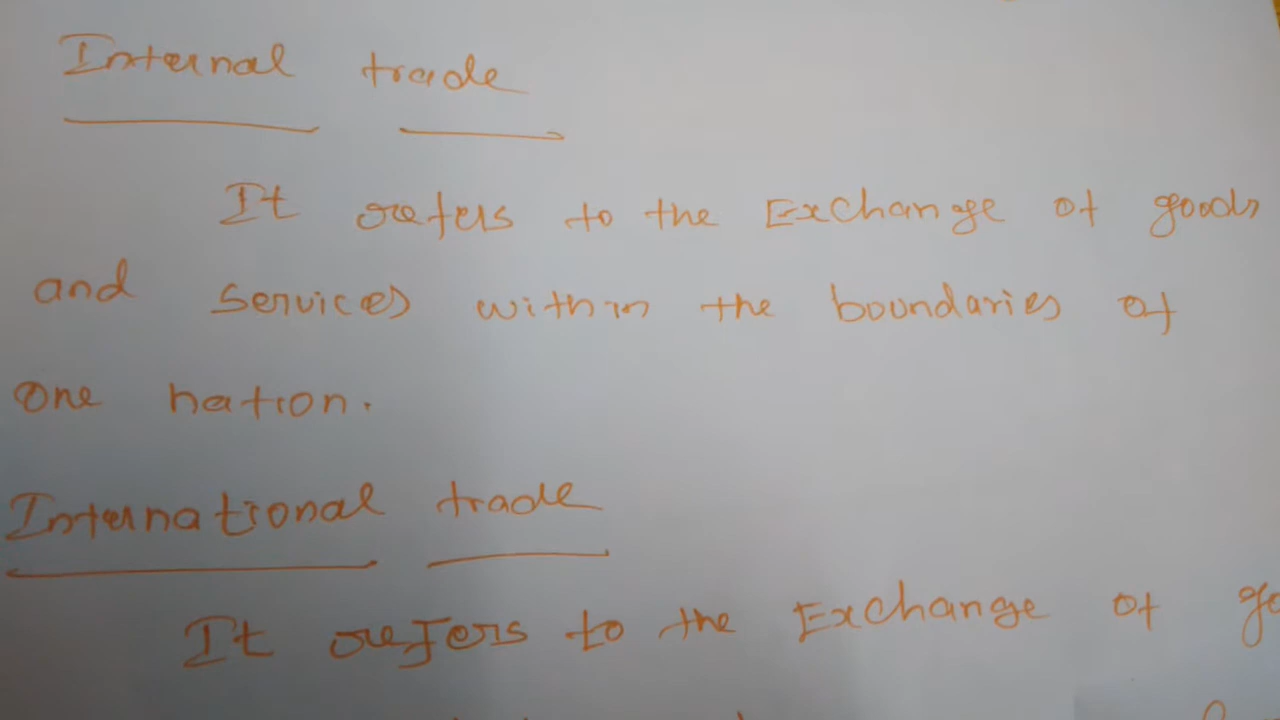 Internal trade
It refers to the Exchange of goods
and services within the boundaries of
one nation.
International trade
It refers to the Exchange of